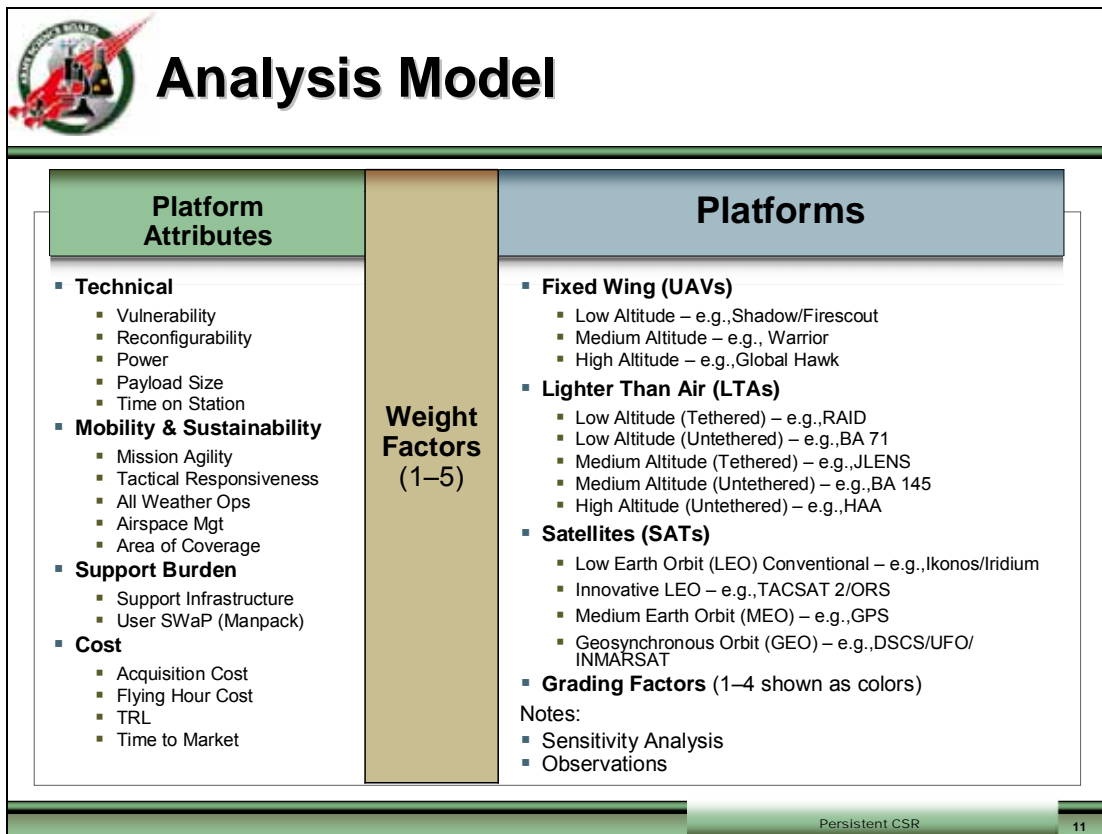 ARMY SCIENCE BOARD
Analysis Model
Platform
Attributes
▪ Technical
▪ Vulnerability
▪ Reconfigurability
▪ Power
▪ Payload Size
▪ Time on Station
▪ Mobility & Sustainability
▪ Mission Agility
▪ Tactical Responsiveness
▪ All Weather Ops
▪ Airspace Mgt
▪ Area of Coverage
▪ Support Burden
▪ Support Infrastructure
▪ User SWaP (Manpack)
▪ Cost
▪ Acquisition Cost
▪ Flying Hour Cost
▪ TRL
▪ Time to Market
Weight
Factors
(1–5)
Platforms
▪ Fixed Wing (UAVs)
▪ Low Altitude – e.g.,Shadow/Firescout
▪ Medium Altitude – e.g., Warrior
▪ High Altitude – e.g.,Global Hawk
▪ Lighter Than Air (LTAs)
▪ Low Altitude (Tethered) – e.g.,RAID
▪ Low Altitude (Untethered) – e.g.,BA 71
▪ Medium Altitude (Tethered) – e.g.,JLENS
▪ Medium Altitude (Untethered) – e.g.,BA 145
▪ High Altitude (Untethered) – e.g.,HAA
▪ Satellites (SATs)
▪ Low Earth Orbit (LEO) Conventional – e.g.,Ikonos/Iridium
▪ Innovative LEO – e.g.,TACSAT 2/ORS
▪ Medium Earth Orbit (MEO) – e.g.,GPS
▪ Geosynchronous Orbit (GEO) – e.g.,DSCS/UFO/
INMARSAT
▪ Grading Factors (1–4 shown as colors)
Notes:
▪ Sensitivity Analysis
▪ Observations
Persistent CSR
11